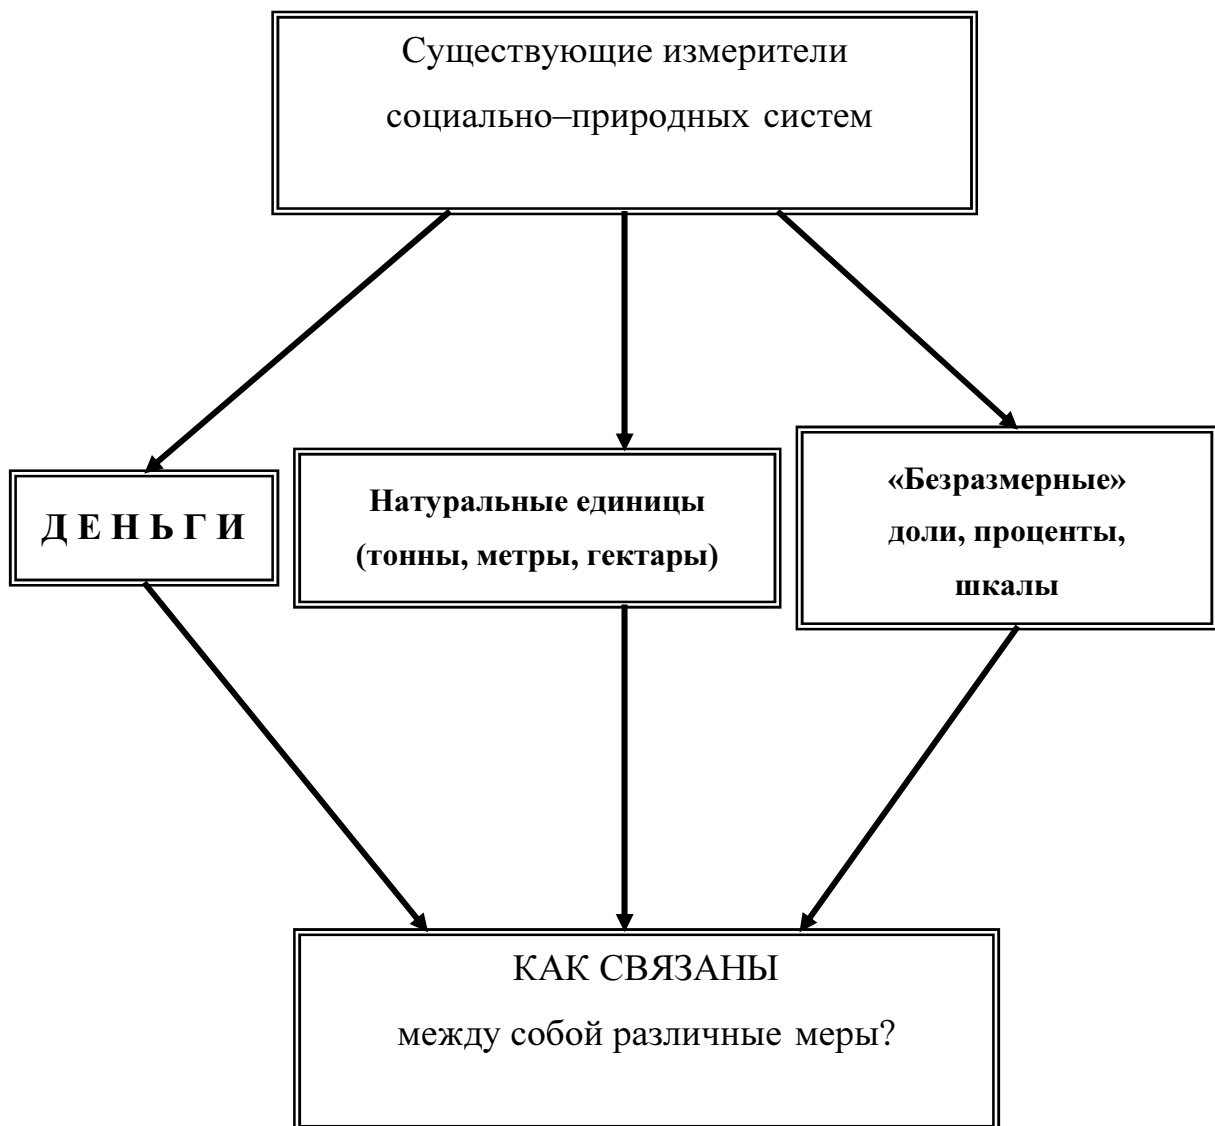 Существующие измерители
социально–природных систем
Д Е Н Ь Г И
Натуральные единицы
(тонны, метры, гектары)
«Безразмерные»
доли, проценты,
шкалы
КАК СВЯЗАНЫ
между собой различные меры?